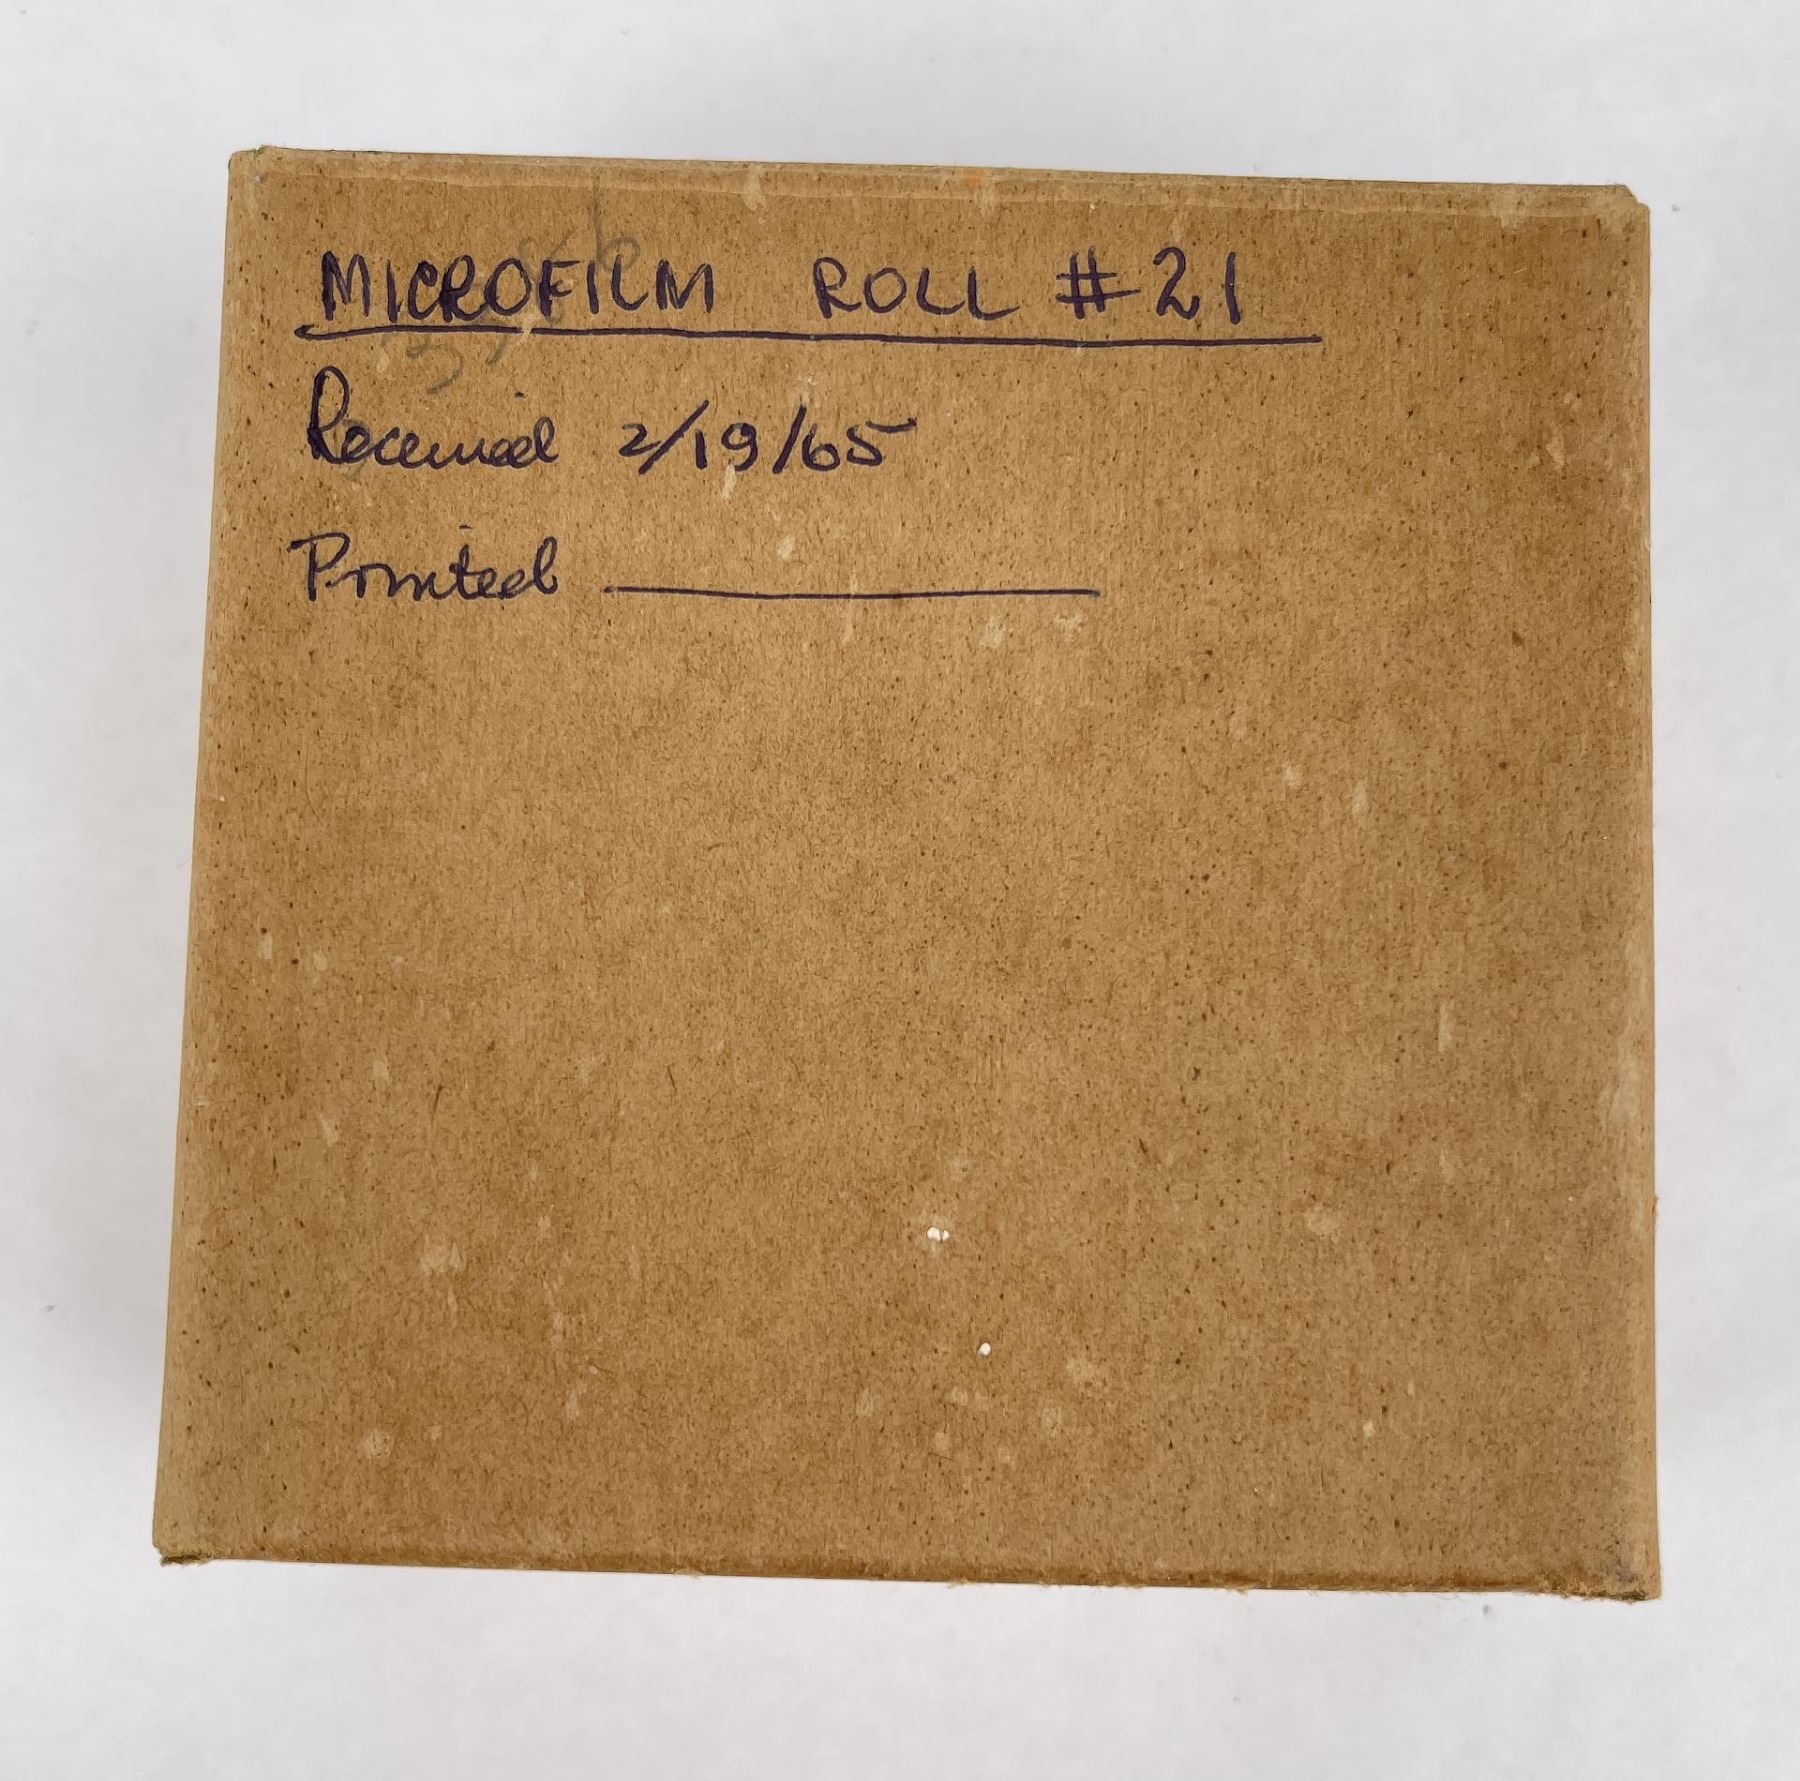 MICROFILM ROLL #21
Received 2/19/65
Printed